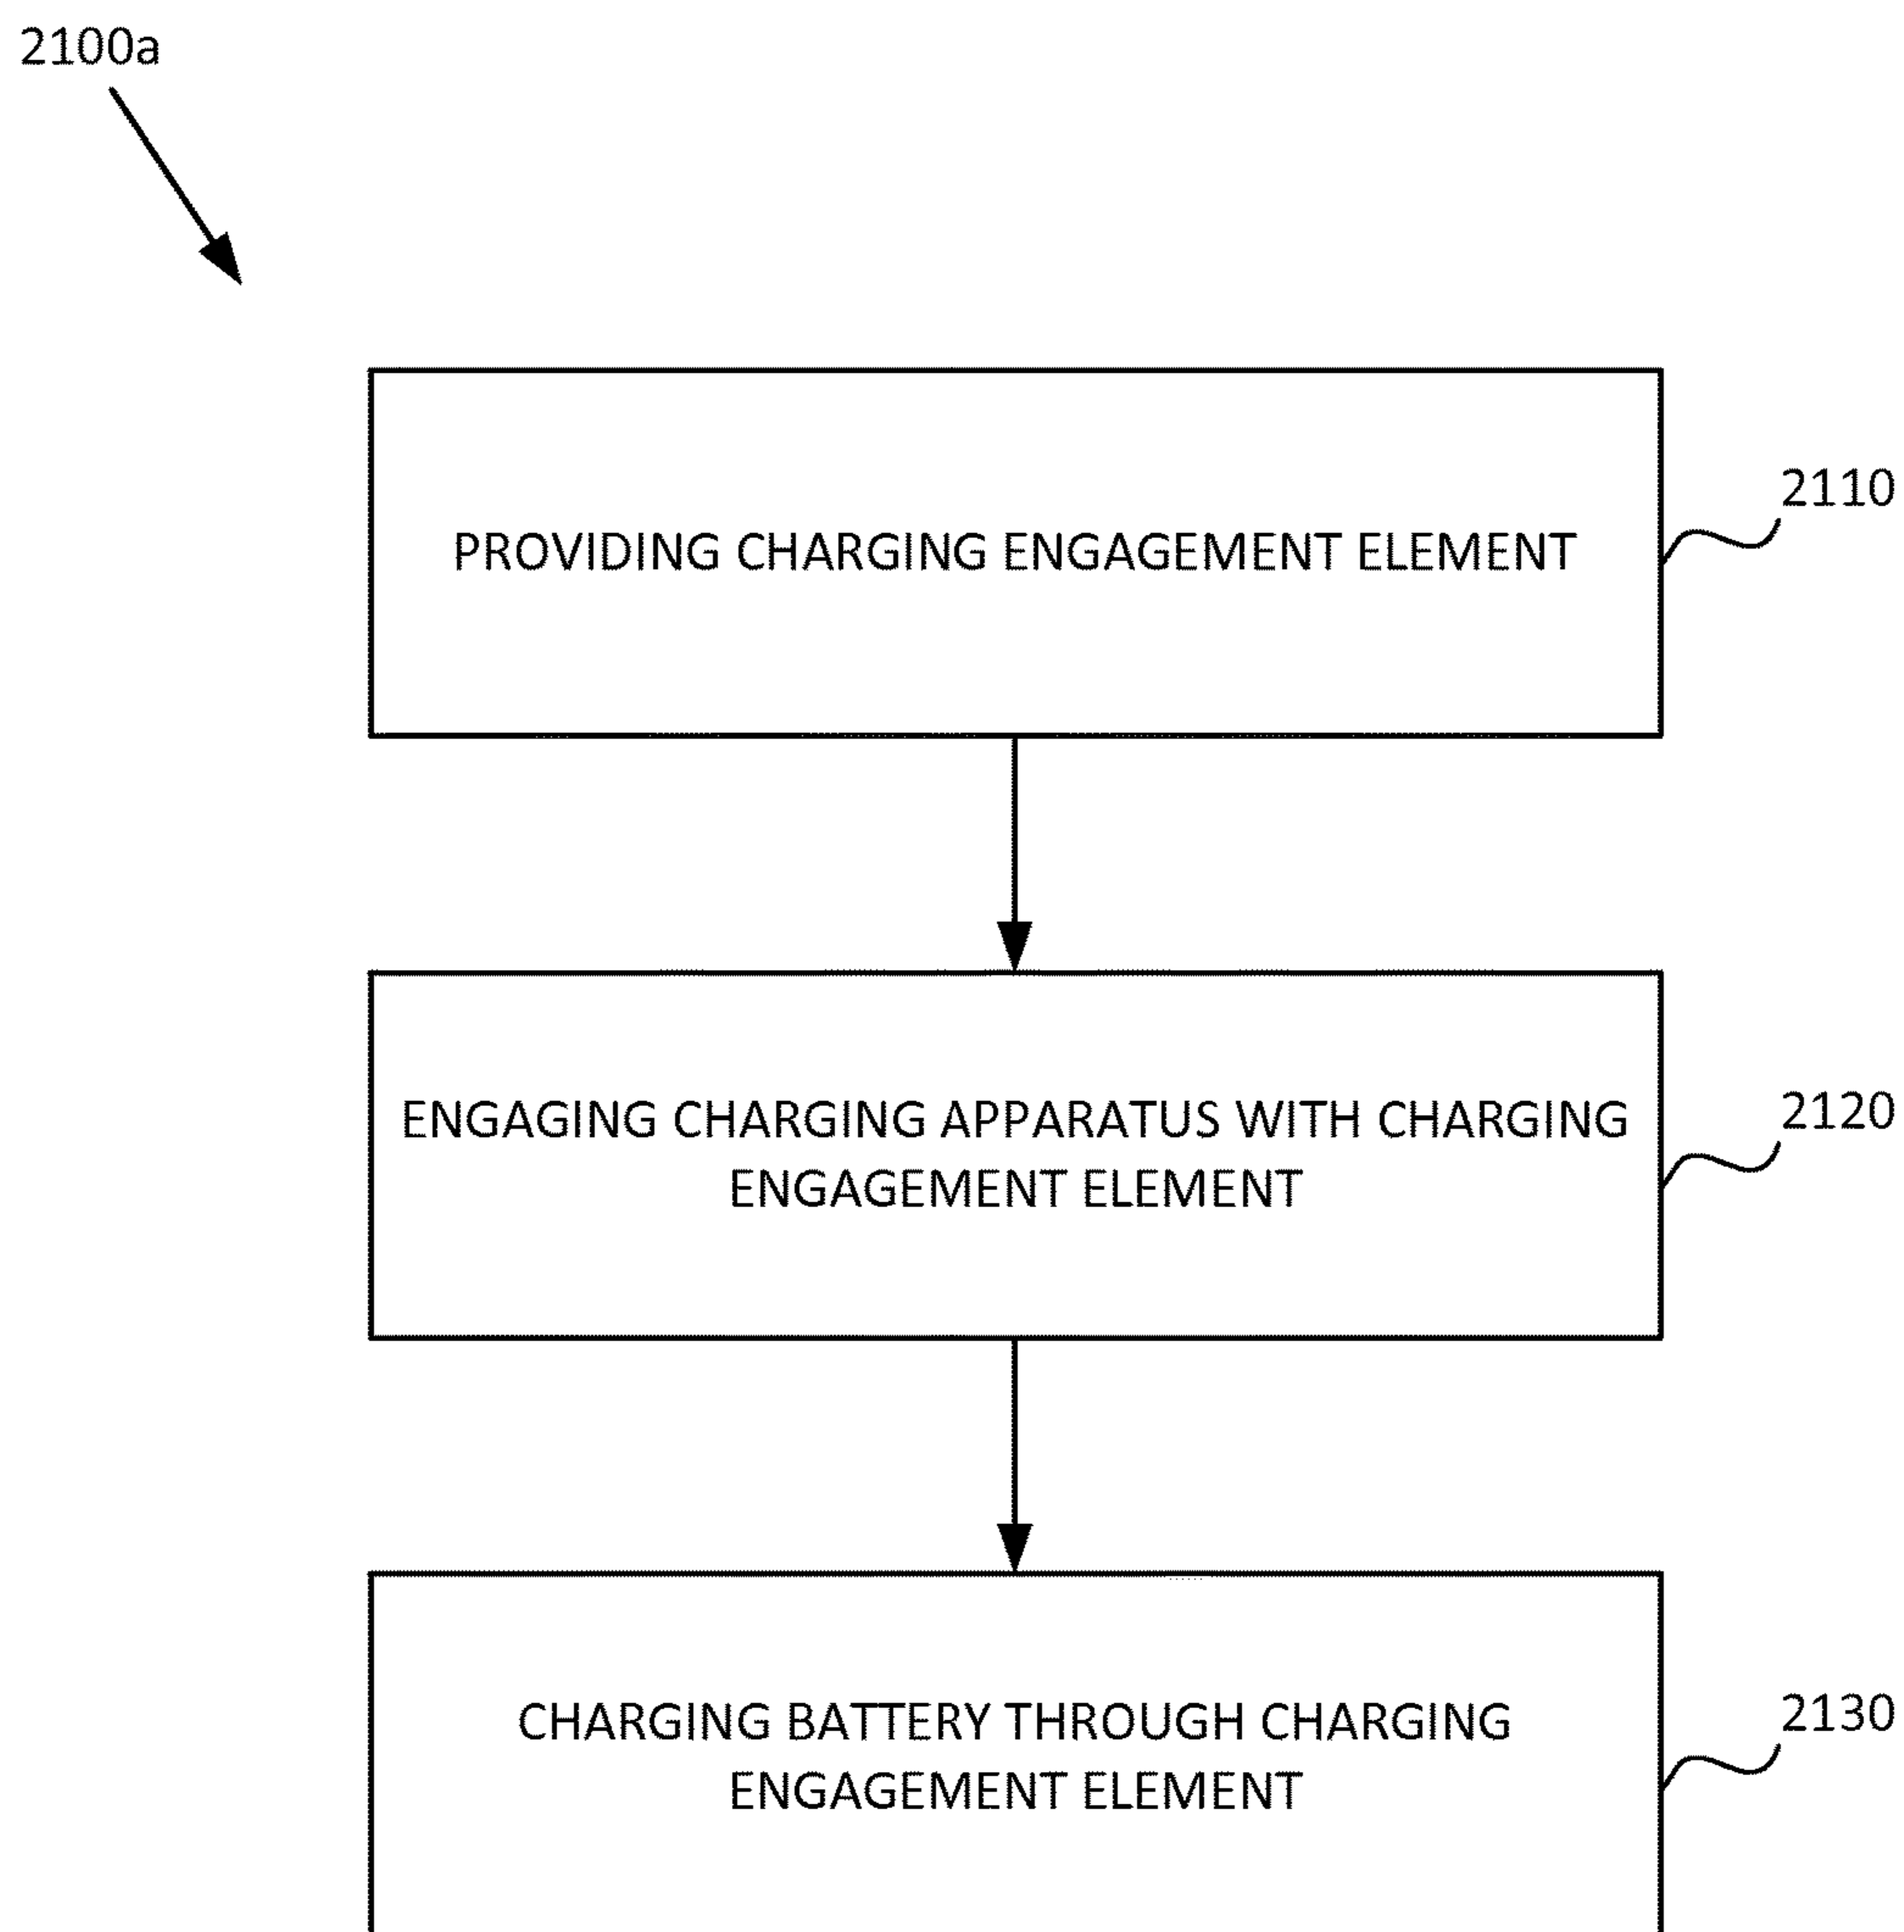 2100a
PROVIDING CHARGING ENGAGEMENT ELEMENT
2110
ENGAGING CHARGING APPARATUS WITH CHARGING
ENGAGEMENT ELEMENT
2120
CHARGING BATTERY THROUGH CHARGING
ENGAGEMENT ELEMENT
2130